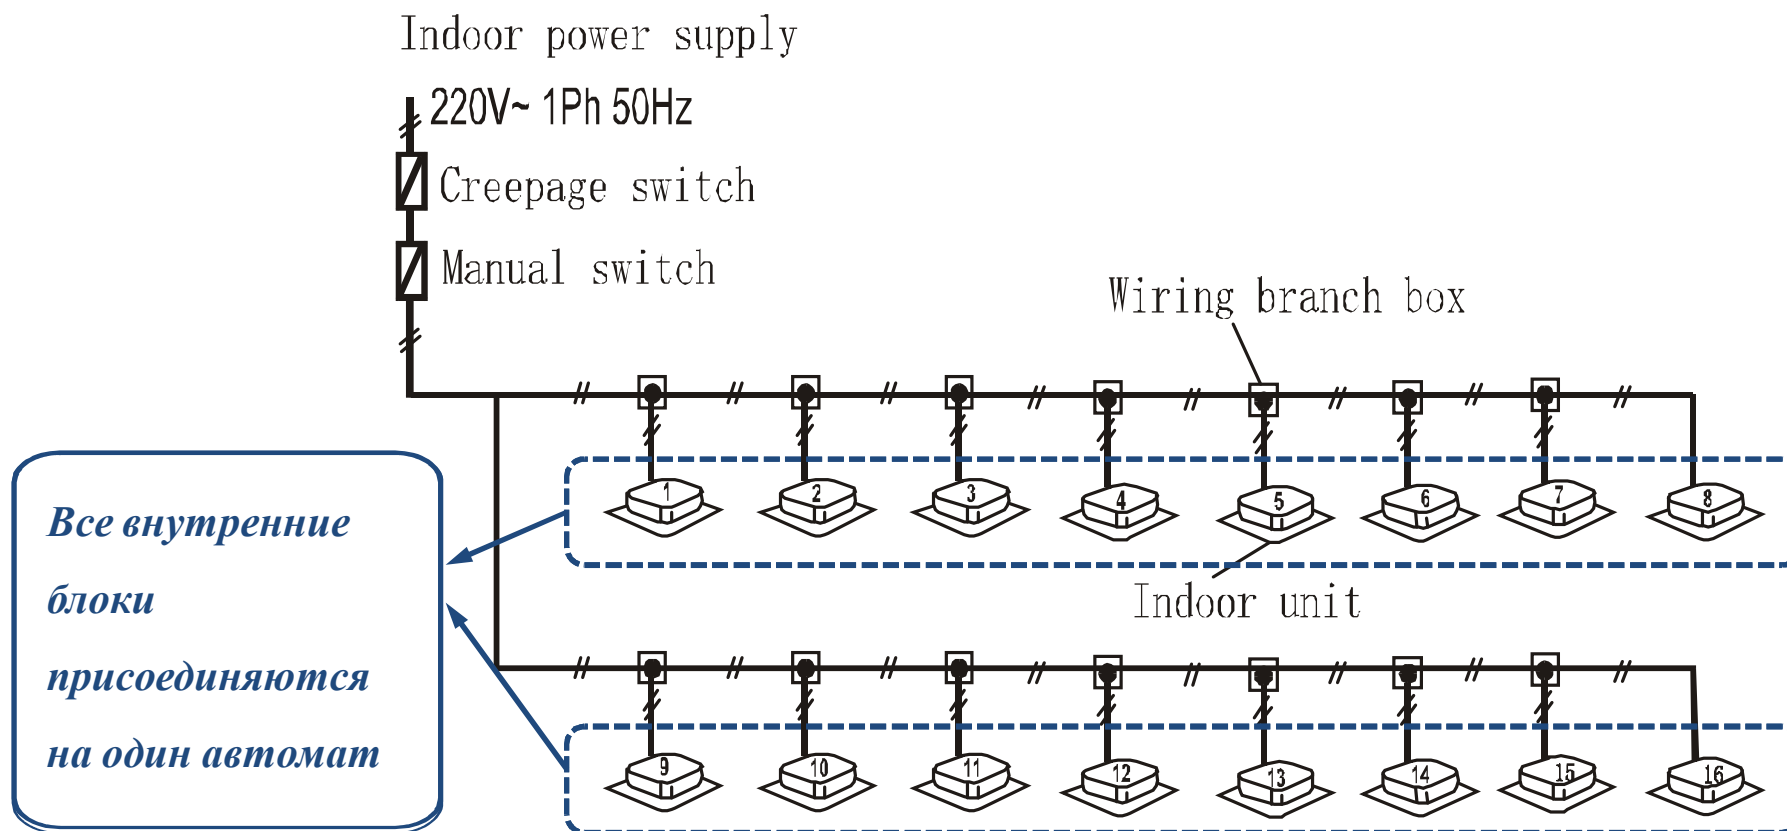 Indoor power supply
220V~ 1Ph 50Hz
Creepage switch
Manual switch
Wiring branch box
1 2 3 4 5 6 7 8
Indoor unit
Все внутренние
блоки
присоединяются
на один автомат
9 10 11 12 13 14 15 16